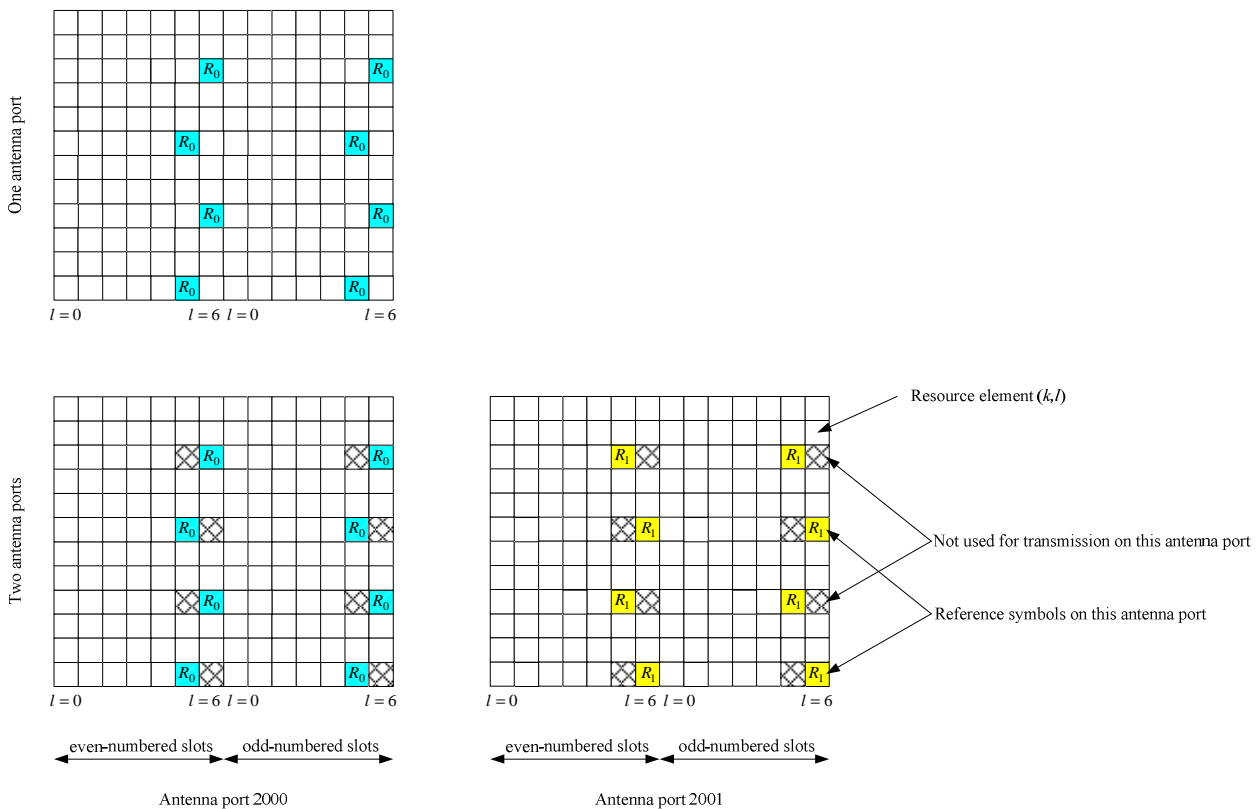 One antenna port
R0 R0
R0 R0
R0 R0
R0 R0
l = 0 l = 6 l = 0 l = 6
Two antenna ports
R0 R0
R0 R0
R0 R0
R0 R0
l = 0 l = 6 l = 0 l = 6
even-numbered slots odd-numbered slots
Antenna port 2000
R1 R1
R1 R1
R1 R1
R1 R1
l = 0 l = 6 l = 0 l = 6
even-numbered slots odd-numbered slots
Antenna port 2001
Resource element (k,l)
Not used for transmission on this antenna port
Reference symbols on this antenna port